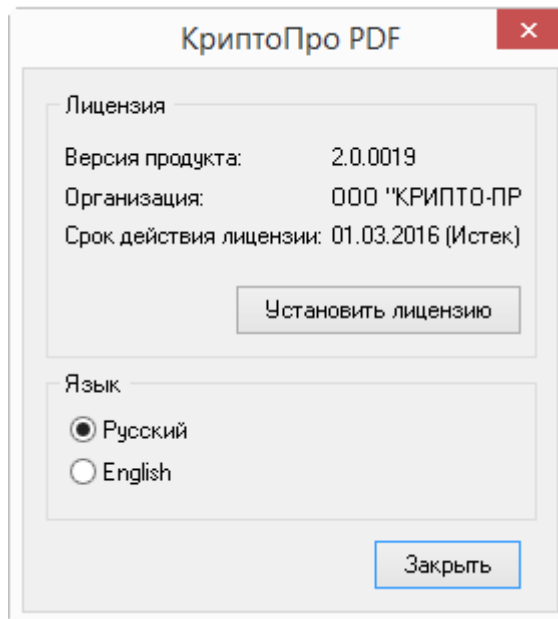 КриптоПро PDF
Лицензия
Версия продукта: 2.0.0019
Организация: ООО "КРИПТО-ПР
Срок действия лицензии: 01.03.2016 (Истек)
Установить лицензию
Язык
Русский
English
Закрыть